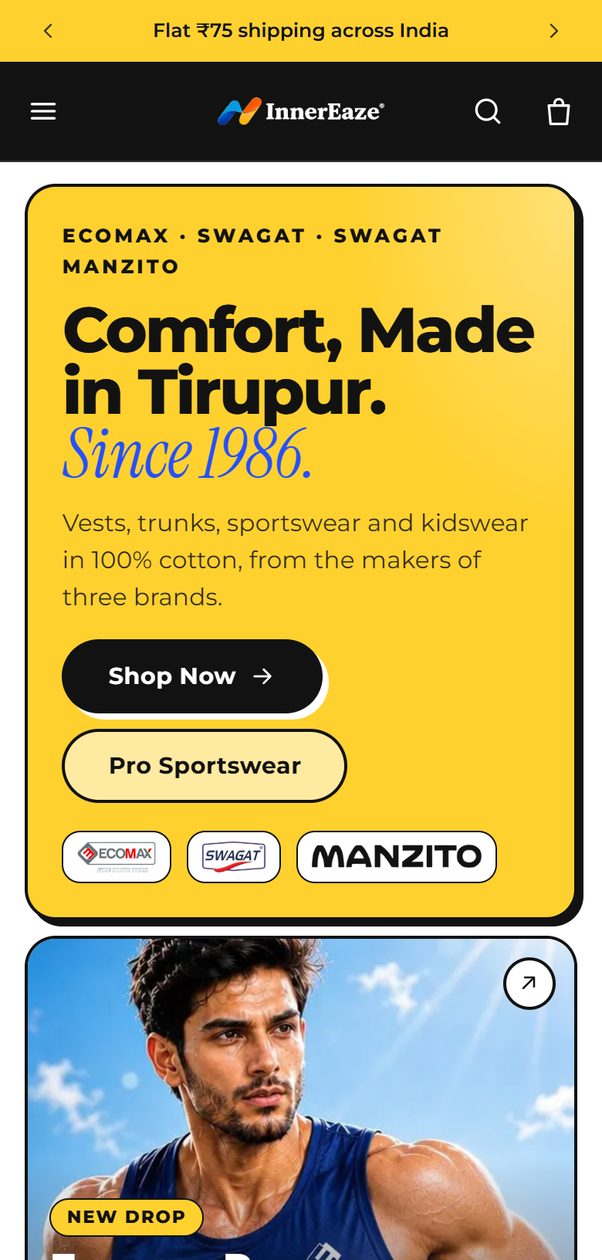 Flat ₹75 shipping across India
InnerEaze®
ECOMAX · SWAGAT · SWAGAT
MANZITO
Comfort, Made
in Tirupur.
Since 1986.
Vests, trunks, sportswear and kidswear
in 100% cotton, from the makers of
three brands.
Shop Now →
Pro Sportswear
ECOMAX
SWAGAT®
MANZITO
NEW DROP